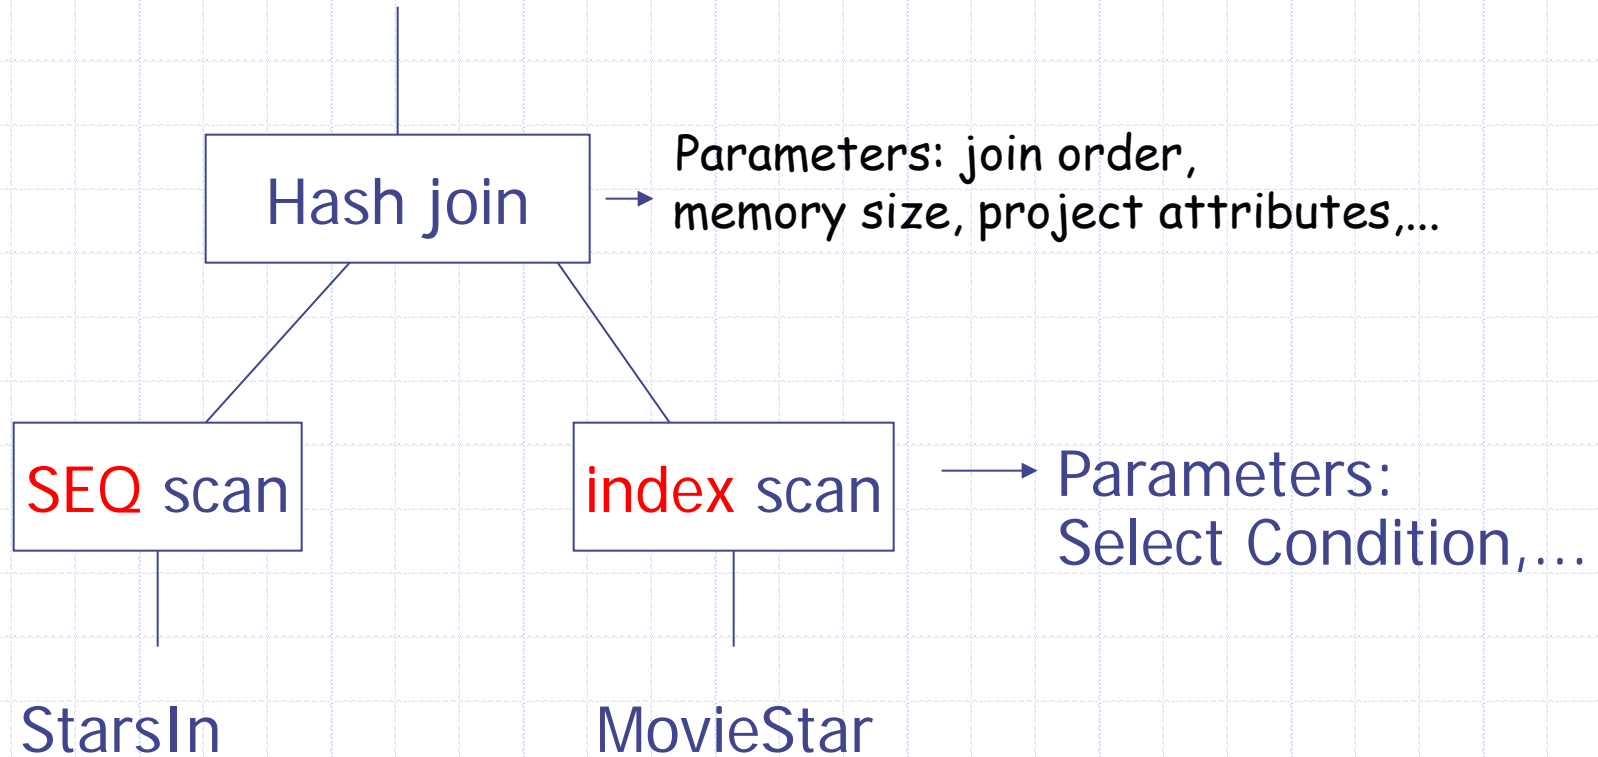 Hash join
Parameters: join order,
memory size, project attributes,...
SEQ scan
index scan
Parameters:
Select Condition,...
StarsIn
MovieStar